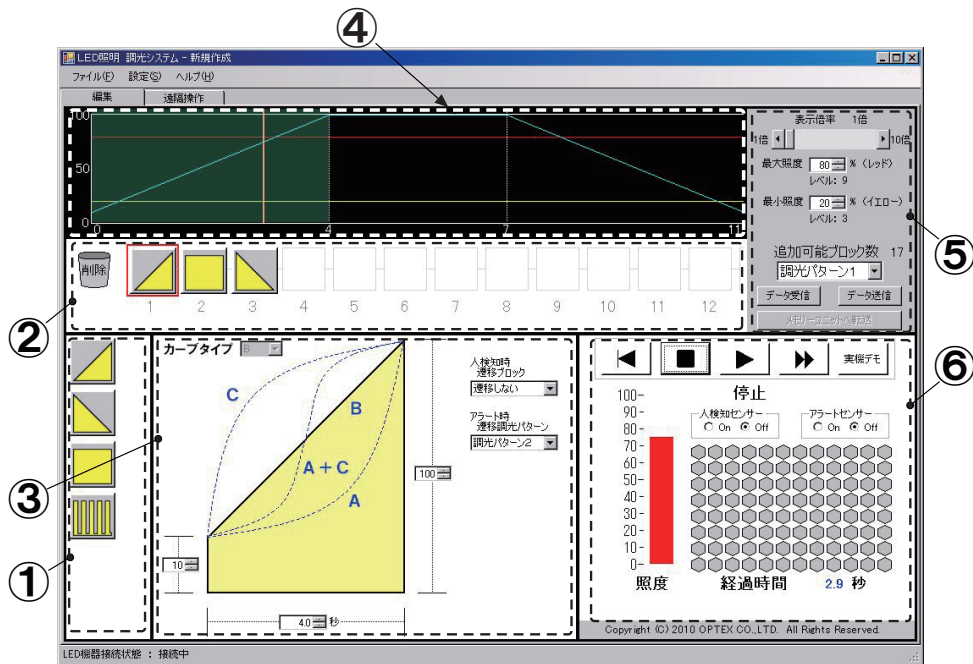 ④
LED照明 調光システム - 新規作成
ファイル(F) 設定(S) ヘルプ(H)
編集 遠隔操作
100
50
0
0 4 7 11
表示倍率 1倍
1倍 10倍
最大照度 80 % (レッド)
レベル: 9
最小照度 20 % (イエロー)
レベル: 3
追加可能ブロック数 17
調光パターン1
データ受信 データ送信
⑤
削除
1 2 3 4 5 6 7 8 9 10 11 12
②
カーブタイプ B
C
B
A+C
A
100
10
4.0 秒
人検知時
遷移ブロック
遷移しない
アラート時
遷移調光パターン
調光パターン2
③
①
実機デモ
⑥
停止
人検知センサー
On Off
アラートセンサー
On Off
100-
90-
80-
70-
60-
50-
40-
30-
20-
10-
0-
照度 経過時間 2.9 秒
Copyright (C) 2010 OPTEX CO.,LTD. All Rights Reserved.
LED機器接続状態 : 接続中